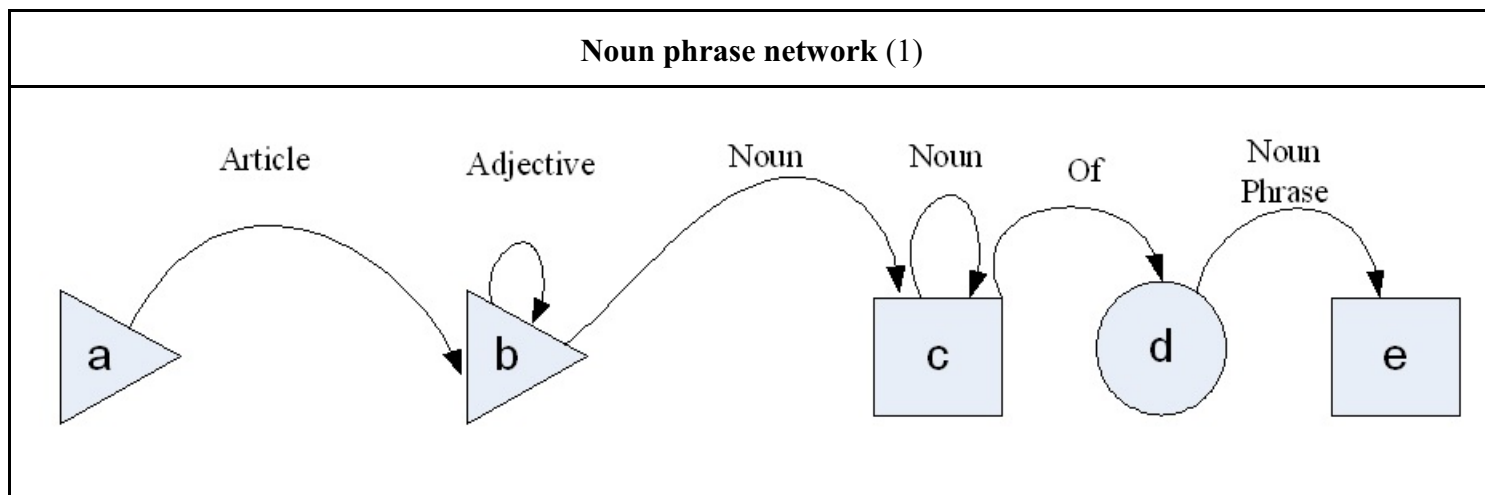 Noun phrase network (1)
Article
Adjective
Noun
Noun
Of
Noun
Phrase
a
b
c
d
e